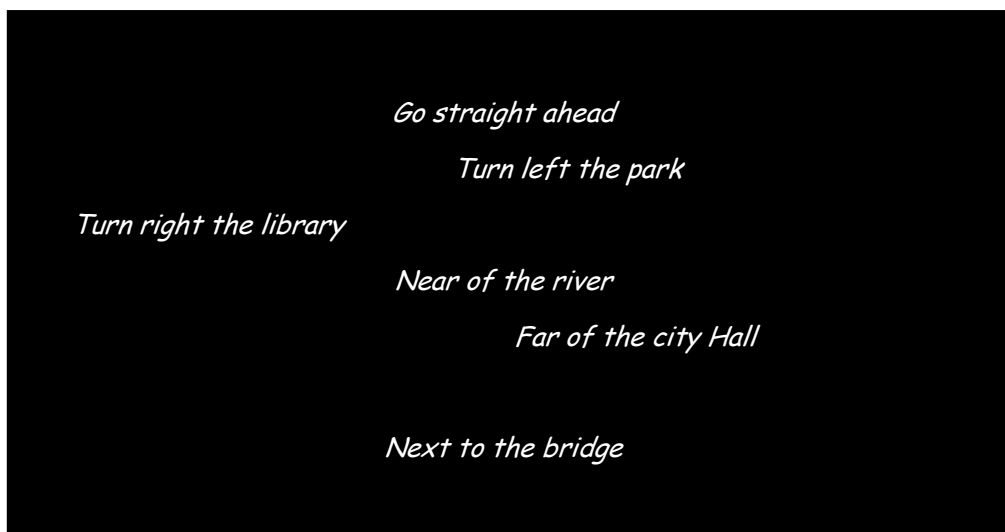 Go straight ahead
Turn left the park
Turn right the library
Near of the river
Far of the city Hall
Next to the bridge